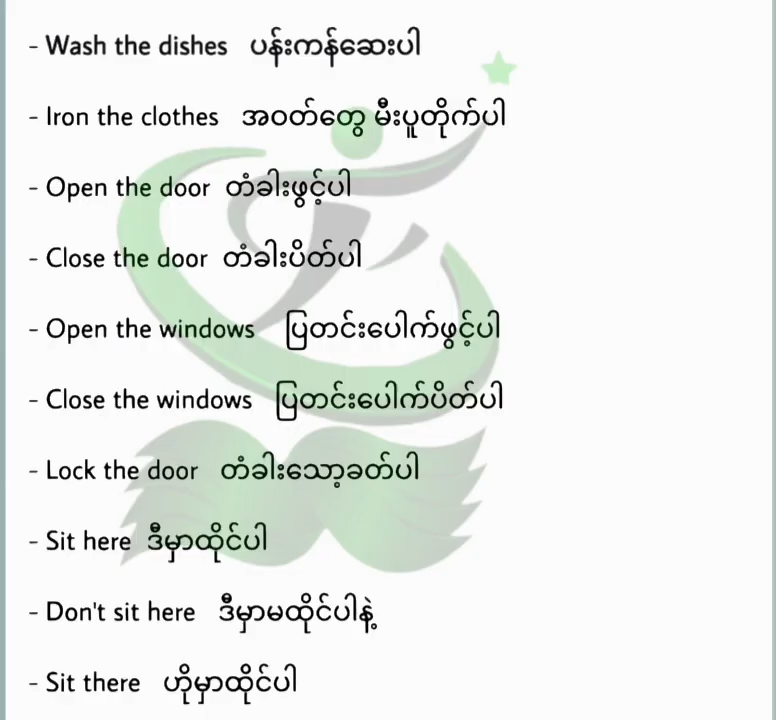 - Wash the dishes ပန်းကန်ဆေးပါ
- Iron the clothes အဝတ်တွေ မီးပူတိုက်ပါ
- Open the door တံခါးဖွင့်ပါ
- Close the door တံခါးပိတ်ပါ
- Open the windows ပြတင်းပေါက်ဖွင့်ပါ
- Close the windows ပြတင်းပေါက်ပိတ်ပါ
- Lock the door တံခါးသော့ခတ်ပါ
- Sit here ဒီမှာထိုင်ပါ
- Don't sit here ဒီမှာမထိုင်ပါနဲ့
- Sit there ဟိုမှာထိုင်ပါ